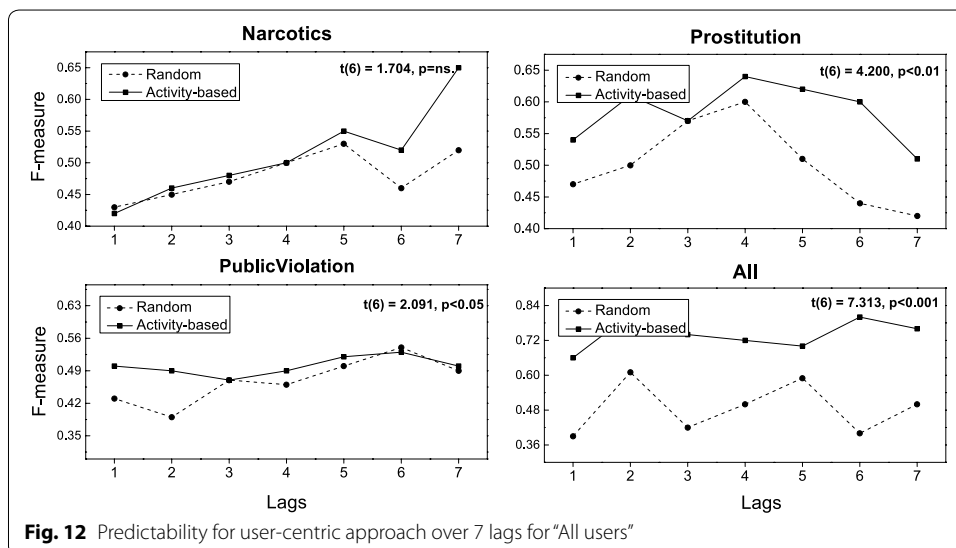 Narcotics
F-measure
0.65
0.60
0.55
0.50
0.45
0.40
Random
Activity-based
t(6) = 1.704, p=ns.
1 2 3 4 5 6 7
Prostitution
0.65
0.60
0.55
0.50
0.45
0.40
Random
Activity-based
t(6) = 4.200, p<0.01
1 2 3 4 5 6 7
PublicViolation
F-measure
0.63
0.56
0.49
0.42
0.35
Random
Activity-based
t(6) = 2.091, p<0.05
1 2 3 4 5 6 7
Lags
All
0.84
0.72
0.60
0.48
0.36
Random
Activity-based
t(6) = 7.313, p<0.001
1 2 3 4 5 6 7
Lags
Fig. 12 Predictability for user-centric approach over 7 lags for “All users”